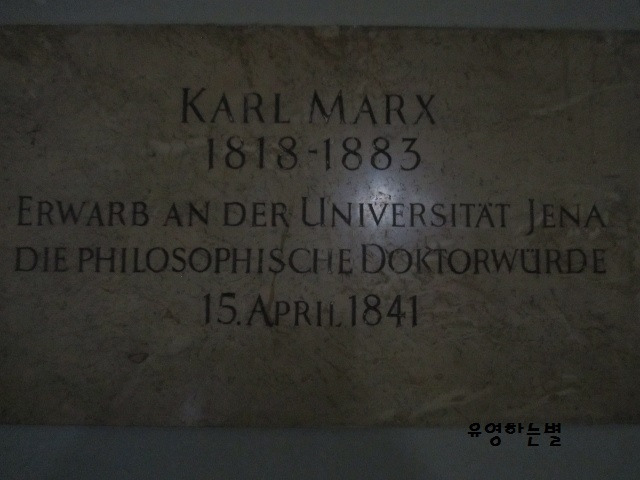 KARL MARX
1818-1883
ERWARB AN DER UNIVERSITÄT JENA
DIE PHILOSOPHISCHE DOKTORWÜRDE
15. APRIL 1841
유영하는별